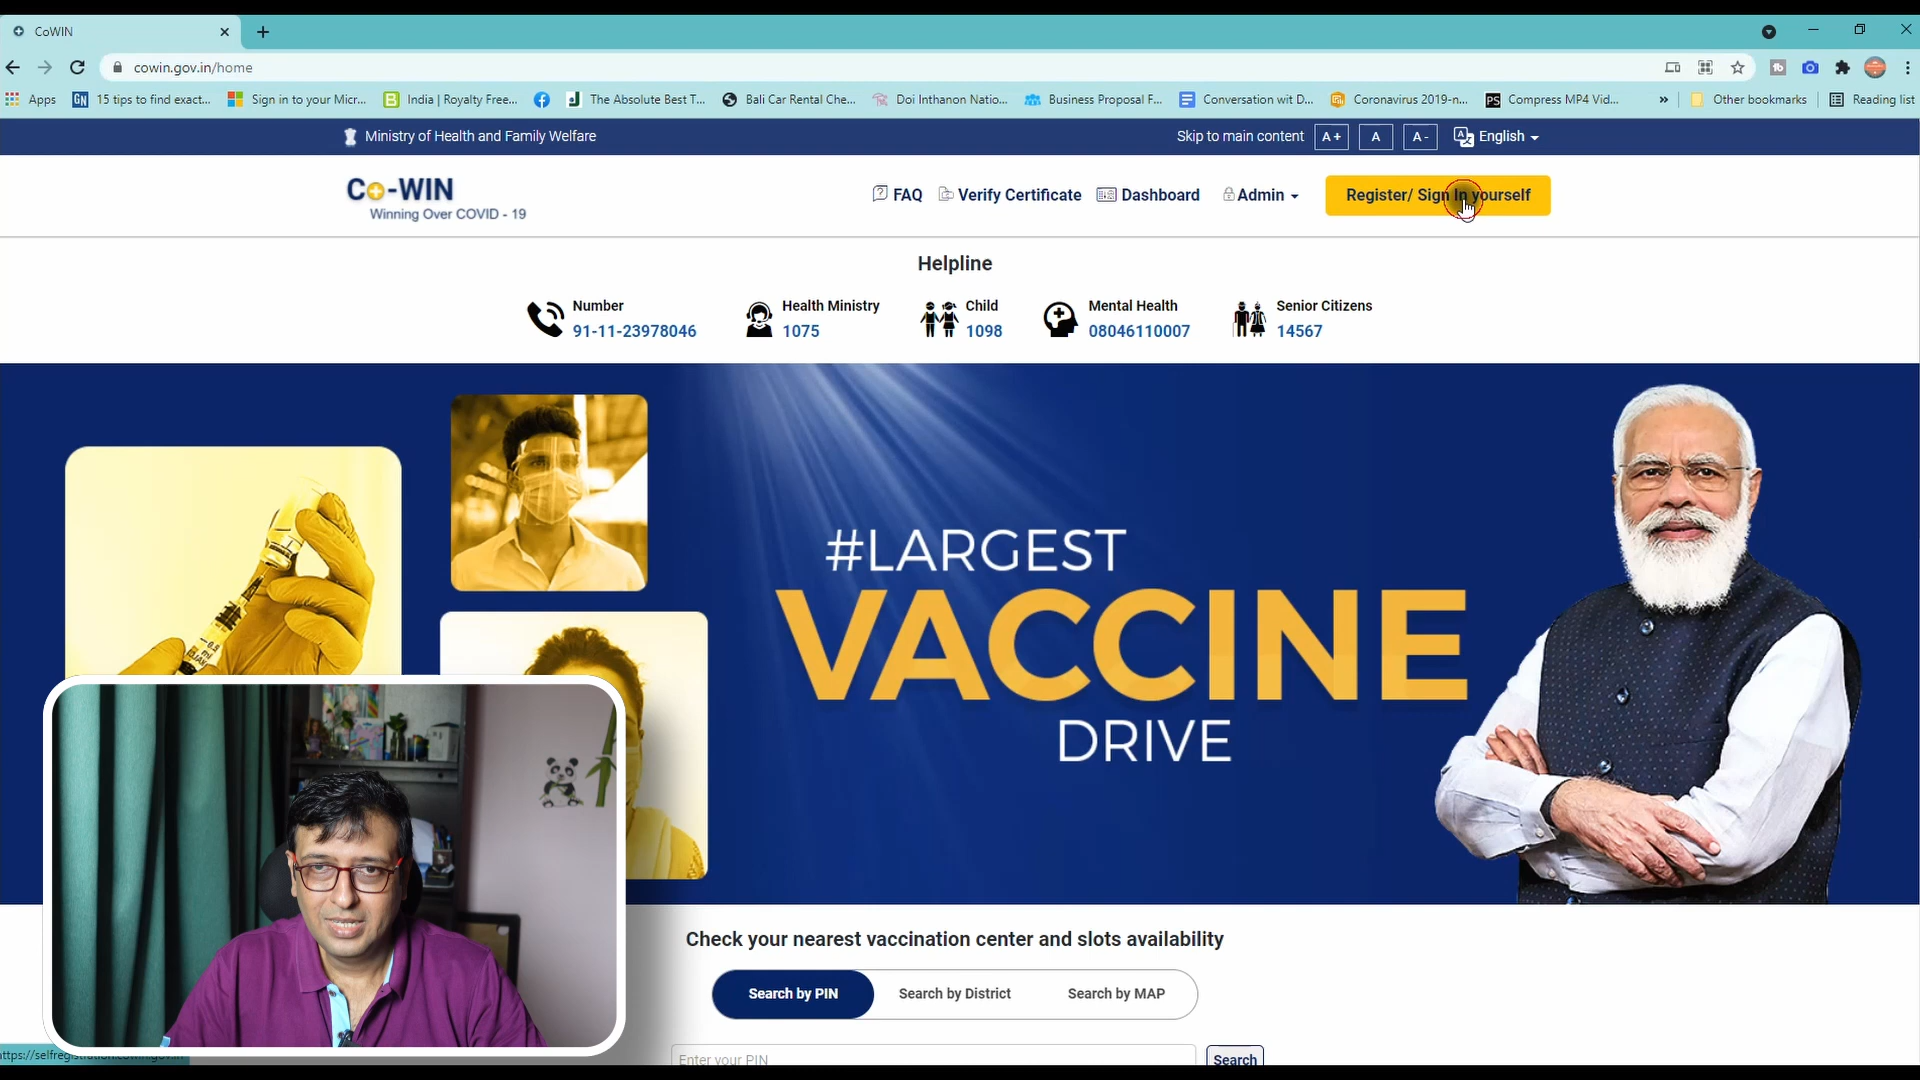 CoWIN
cowin.gov.in/home
Apps
15 tips to find exact...
Sign in to your Micr...
India | Royalty Free...
The Absolute Best T...
Bali Car Rental Che...
Doi Inthanon Natio...
Business Proposal F...
Conversation wit D...
Coronavirus 2019-n...
Compress MP4 Vid...
»
Other bookmarks
Reading list
Ministry of Health and Family Welfare
Skip to main content
A+
A
A-
English
Co-WIN
Winning Over COVID - 19
FAQ
Verify Certificate
Dashboard
Admin
Register/ Sign In yourself
Helpline
Number
91-11-23978046
Health Ministry
1075
Child
1098
Mental Health
08046110007
Senior Citizens
14567
#LARGEST
VACCINE
DRIVE
Check your nearest vaccination center and slots availability
Search by PIN
Search by District
Search by MAP
Enter your PIN
Search